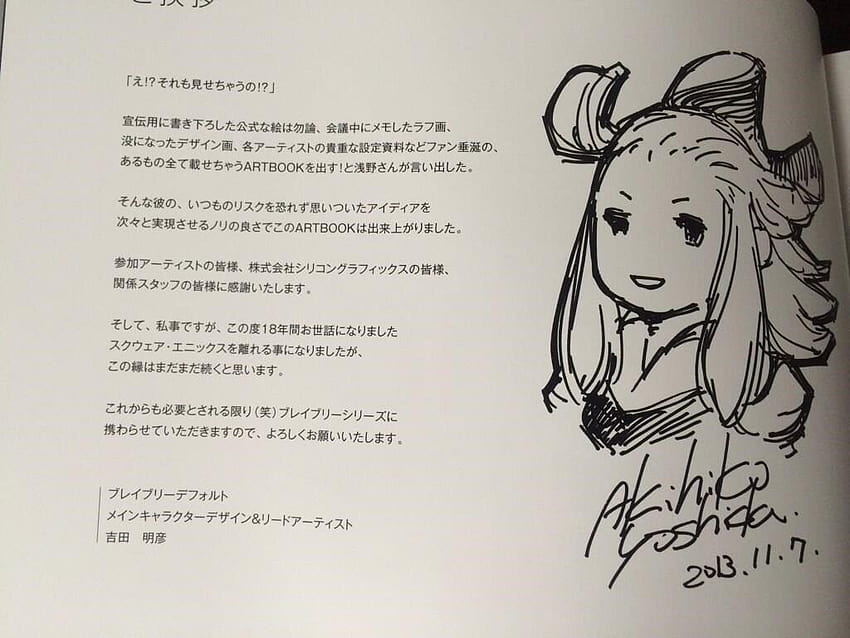 ご挨拶
「え!?それも見せちゃうの!?」
宣伝用に書き下ろした公式な絵は勿論、会議中にメモしたラフ画、
没になったデザイン画、各アーティストの貴重な設定資料などファン垂涎の、
あるもの全て載せちゃうARTBOOKを出す!と浅野さんが言い出した。
そんな彼の、いつものリスクを恐れず思いついたアイディアを
次々と実現させるノリの良さでこのARTBOOKは出来上がりました。
参加アーティストの皆様、株式会社シリコングラフィックスの皆様、
関係スタッフの皆様に感謝いたします。
そして、私事ですが、この度18年間お世話になりました
スクウェア・エニックスを離れる事になりましたが、
この縁はまだまだ続くと思います。
これからも必要とされる限り(笑)ブレイブリーシリーズに
携わらせていただきますので、よろしくお願いいたします。
ブレイブリーデフォルト
メインキャラクターデザイン&リードアーティスト
吉田 明彦
Akihiko
Yoshida.
2013.11.7.